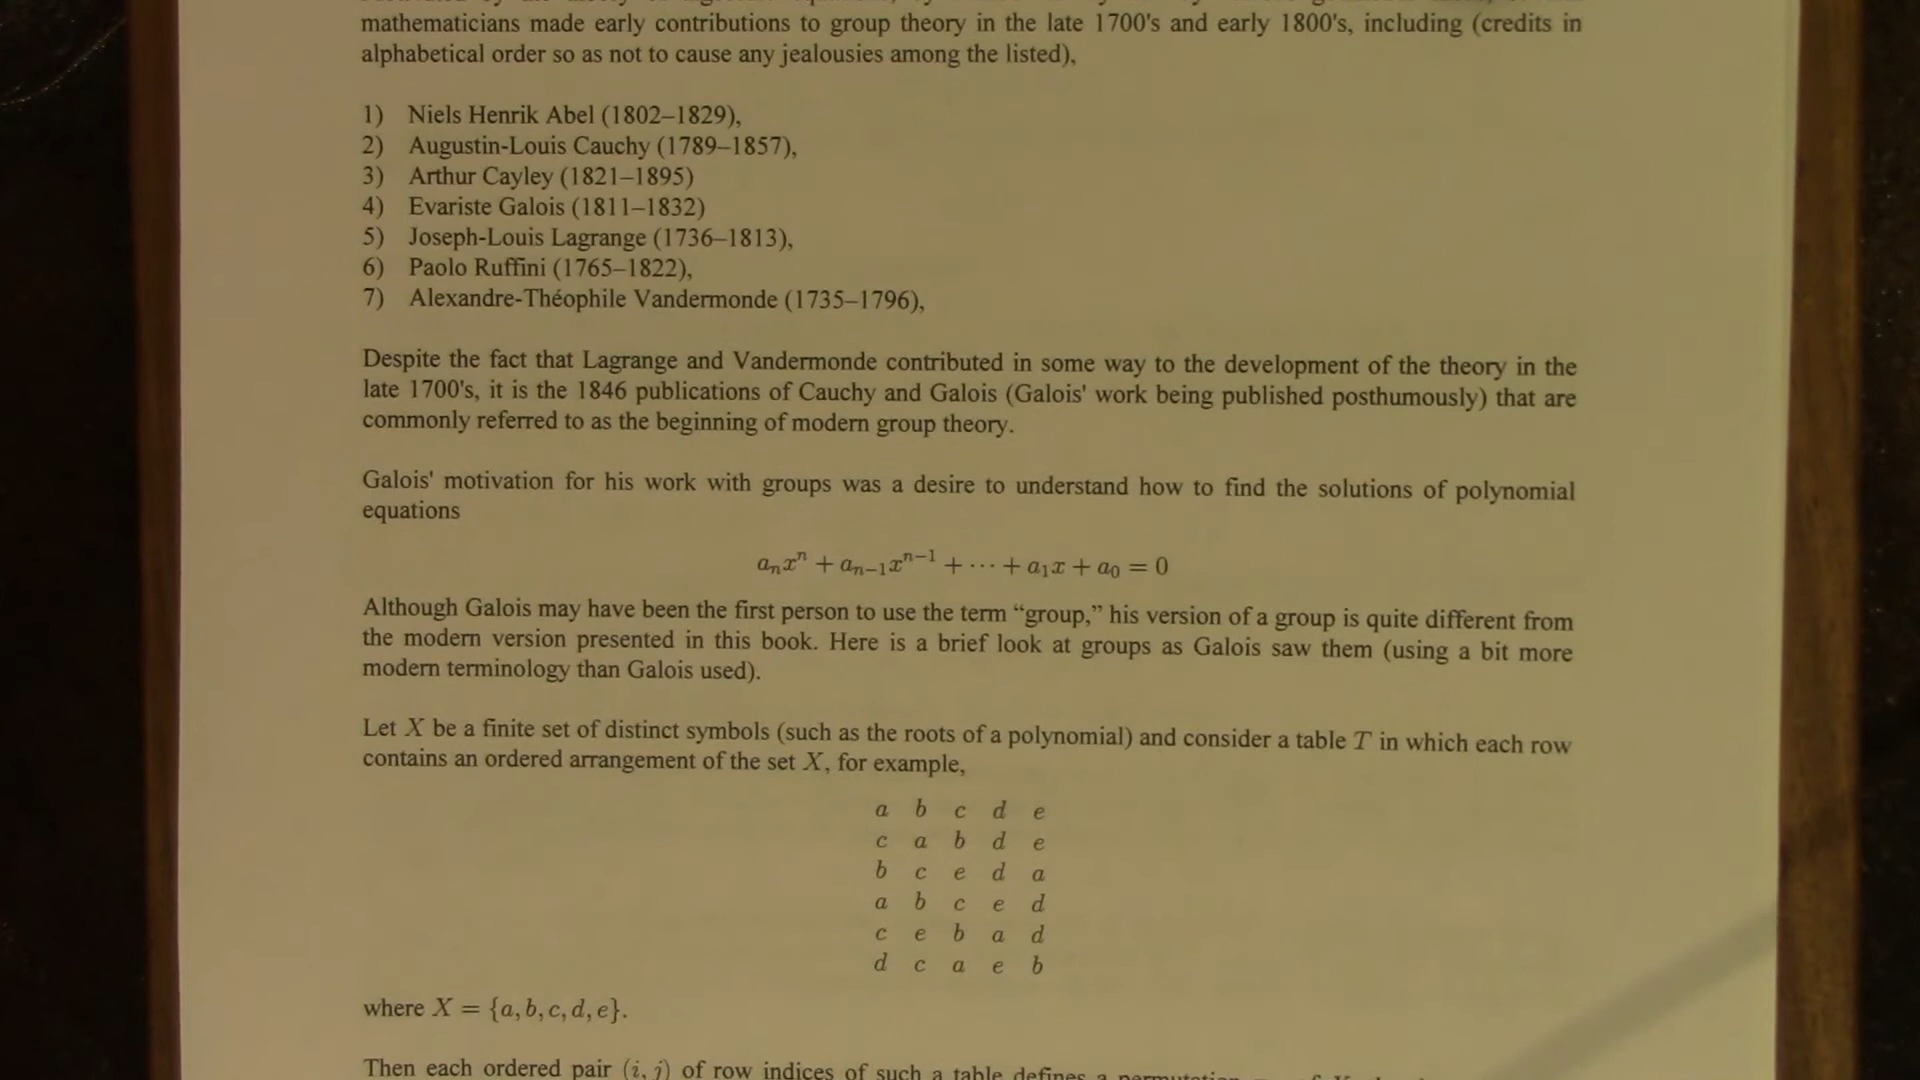 mathematicians made early contributions to group theory in the late 1700's and early 1800's, including (credits in
alphabetical order so as not to cause any jealousies among the listed),
1) Niels Henrik Abel (1802–1829),
2) Augustin-Louis Cauchy (1789–1857),
3) Arthur Cayley (1821–1895)
4) Evariste Galois (1811–1832)
5) Joseph-Louis Lagrange (1736–1813),
6) Paolo Ruffini (1765–1822),
7) Alexandre-Théophile Vandermonde (1735–1796),
Despite the fact that Lagrange and Vandermonde contributed in some way to the development of the theory in the
late 1700's, it is the 1846 publications of Cauchy and Galois (Galois' work being published posthumously) that are
commonly referred to as the beginning of modern group theory.
Galois' motivation for his work with groups was a desire to understand how to find the solutions of polynomial
equations
aₙxⁿ + aₙ₋₁xⁿ⁻¹ + ⋯ + a₁x + a₀ = 0
Although Galois may have been the first person to use the term “group,” his version of a group is quite different from
the modern version presented in this book. Here is a brief look at groups as Galois saw them (using a bit more
modern terminology than Galois used).
Let X be a finite set of distinct symbols (such as the roots of a polynomial) and consider a table T in which each row
contains an ordered arrangement of the set X, for example,
a b c d e
c a b d e
b c e d a
a b c e d
c e b a d
d c a e b
where X = {a, b, c, d, e}.
Then each ordered pair (i, j) of row indices of such a table defines a permutation